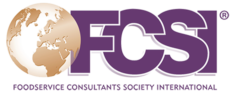 FCSI®
FOODSERVICE CONSULTANTS SOCIETY INTERNATIONAL